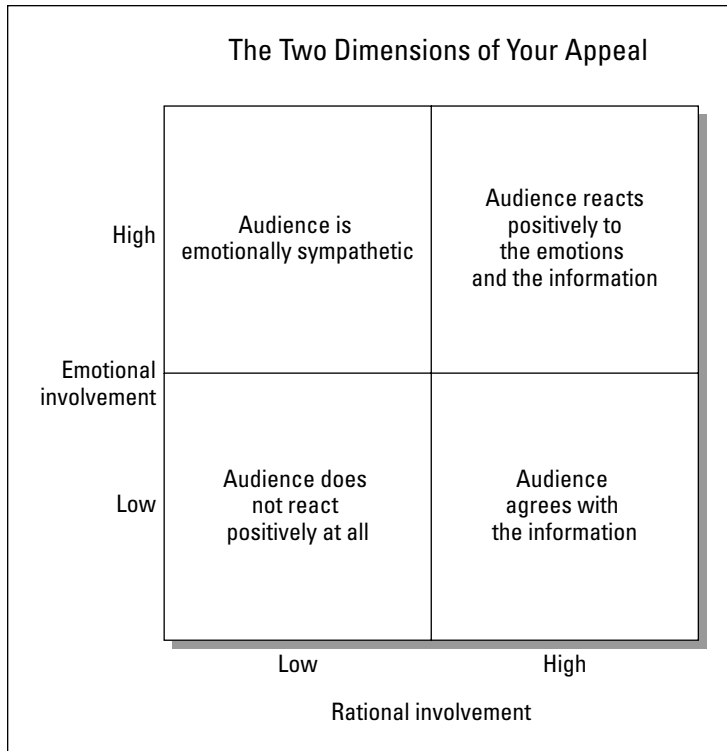 The Two Dimensions of Your Appeal
High
Audience is
emotionally sympathetic
Audience reacts
positively to
the emotions
and the information
Emotional
involvement
Low
Audience does
not react
positively at all
Audience
agrees with
the information
Low
High
Rational involvement